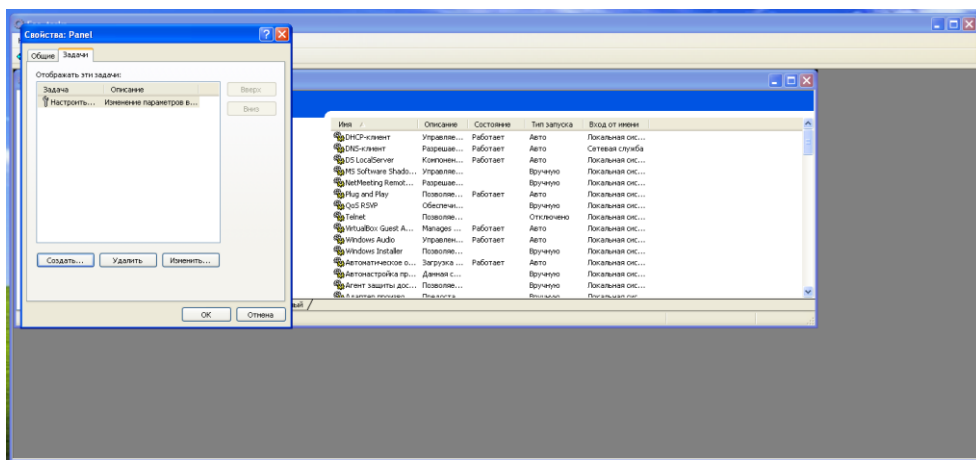 Свойства: Panel
Общие Задачи
Отображать эти задачи:
Задача Описание
Настроить... Изменение параметров в...
Вверх
Вниз
Создать... Удалить Изменить...
OK Отмена
Имя Описание Состояние Тип запуска Вход от имени
DHCP-клиент Управляе... Работает Авто Локальная сис...
DNS-клиент Разрешае... Работает Авто Сетевая служба
DS LocalServer Компонен... Работает Авто Локальная сис...
MS Software Shado... Управляе... Вручную Локальная сис...
NetMeeting Remot... Разрешае... Вручную Локальная сис...
Plug and Play Позволяе... Работает Авто Локальная сис...
QoS RSVP Обеспечи... Вручную Локальная сис...
Telnet Позволяе... Отключено Локальная сис...
VirtualBox Guest A... Manages ... Работает Авто Локальная сис...
Windows Audio Управлен... Работает Авто Локальная сис...
Windows Installer Позволяе... Вручную Локальная сис...
Автоматическое о... Загрузка ... Работает Авто Локальная сис...
Автонастройка пр... Данная с... Вручную Локальная сис...
Агент защиты дос... Позволяе... Вручную Локальная сис...